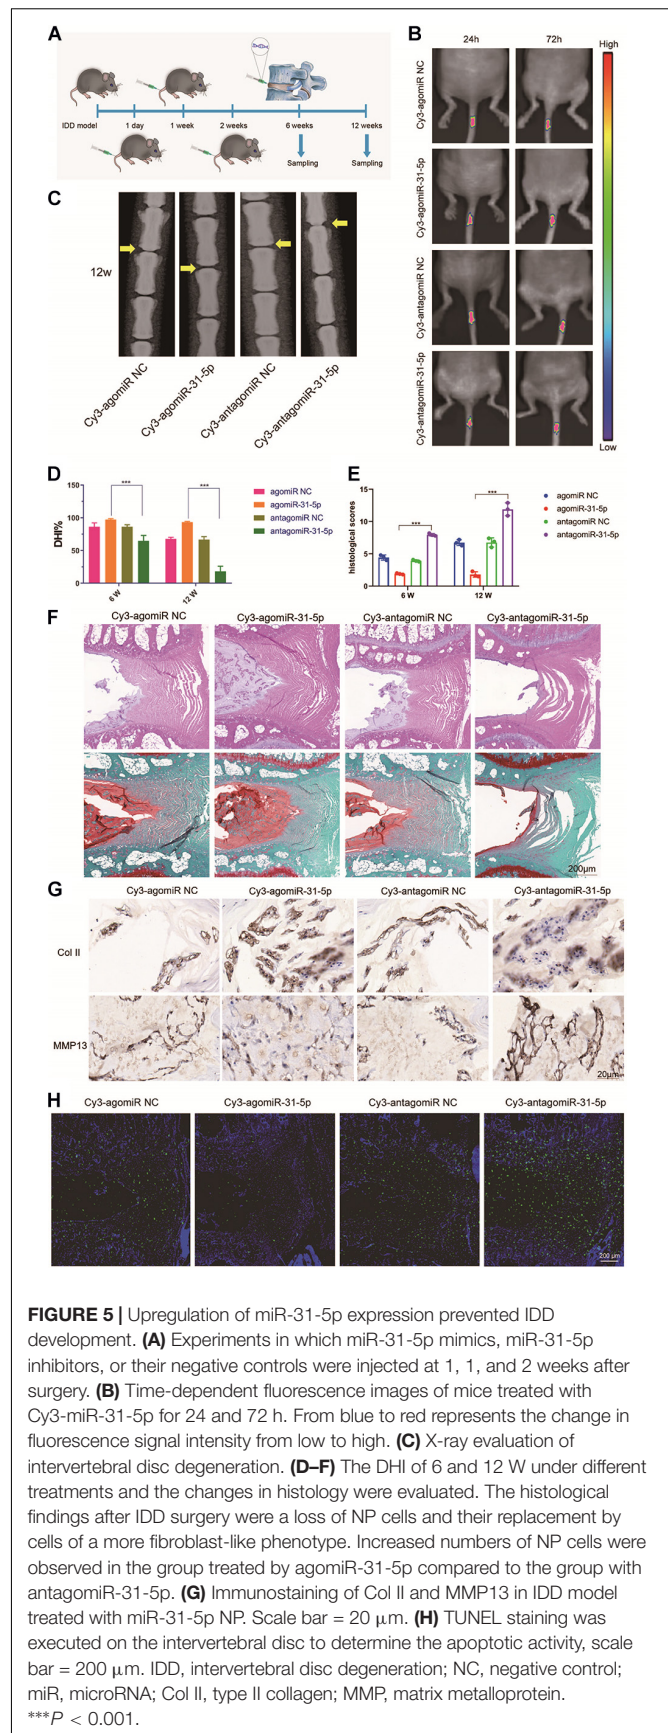 A
IDD model
1 day
1 week
2 weeks
6 weeks
12 weeks
Sampling
Sampling
B
24h
72h
Cy3-agomiR NC
Cy3-agomiR-31-5p
Cy3-antagomiR NC
Cy3-antagomiR-31-5p
High
Low
C
12w
Cy3-agomiR NC
Cy3-agomiR-31-5p
Cy3-antagomiR NC
Cy3-antagomiR-31-5p
D
DHI%
150
100
50
0
***
***
6 W
12 W
agomiR NC
agomiR-31-5p
antagomiR NC
antagomiR-31-5p
E
histological scores
15
10
5
0
***
***
6 W
12 W
agomiR NC
agomiR-31-5p
antagomiR NC
antagomiR-31-5p
F
Cy3-agomiR NC
Cy3-agomiR-31-5p
Cy3-antagomiR NC
Cy3-antagomiR-31-5p
200μm
G
Cy3-agomiR NC
Cy3-agomiR-31-5p
Cy3-antagomiR NC
Cy3-antagomiR-31-5p
Col II
MMP13
20μm
H
Cy3-agomiR NC
Cy3-agomiR-31-5p
Cy3-antagomiR NC
Cy3-antagomiR-31-5p
200 μm
FIGURE 5 | Upregulation of miR-31-5p expression prevented IDD
development. (A) Experiments in which miR-31-5p mimics, miR-31-5p
inhibitors, or their negative controls were injected at 1, 1, and 2 weeks after
surgery. (B) Time-dependent fluorescence images of mice treated with
Cy3-miR-31-5p for 24 and 72 h. From blue to red represents the change in
fluorescence signal intensity from low to high. (C) X-ray evaluation of
intervertebral disc degeneration. (D–F) The DHI of 6 and 12 W under different
treatments and the changes in histology were evaluated. The histological
findings after IDD surgery were a loss of NP cells and their replacement by
cells of a more fibroblast-like phenotype. Increased numbers of NP cells were
observed in the group treated by agomiR-31-5p compared to the group with
antagomiR-31-5p. (G) Immunostaining of Col II and MMP13 in IDD model
treated with miR-31-5p NP. Scale bar = 20 μm. (H) TUNEL staining was
executed on the intervertebral disc to determine the apoptotic activity, scale
bar = 200 μm. IDD, intervertebral disc degeneration; NC, negative control;
miR, microRNA; Col II, type II collagen; MMP, matrix metalloprotein.
***P < 0.001.